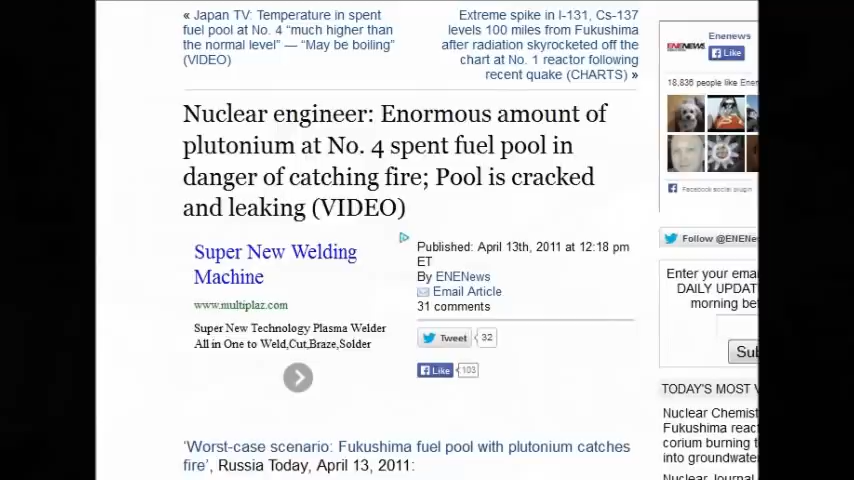 « Japan TV: Temperature in spent
fuel pool at No. 4 “much higher than
the normal level” — “May be boiling”
(VIDEO)
Extreme spike in I-131, Cs-137
levels 100 miles from Fukushima
after radiation skyrocketed off the
chart at No. 1 reactor following
recent quake (CHARTS) »
Nuclear engineer: Enormous amount of
plutonium at No. 4 spent fuel pool in
danger of catching fire; Pool is cracked
and leaking (VIDEO)
Super New Welding
Machine
www.multiplaz.com
Super New Technology Plasma Welder
All in One to Weld,Cut,Braze,Solder
Published: April 13th, 2011 at 12:18 pm
ET
By ENENews
Email Article
31 comments
Tweet 32
Like 103
‘Worst-case scenario: Fukushima fuel pool with plutonium catches
fire’, Russia Today, April 13, 2011:
ENENEWS
Enenews
Like
18,836 people like Ener
Facebook social plugin
Follow @ENENe
Enter your ema
DAILY UPDAT
morning be
Sub
TODAY'S MOST V
Nuclear Chemist
Fukushima reac
corium burning t
into groundwate
Nuclear Journal